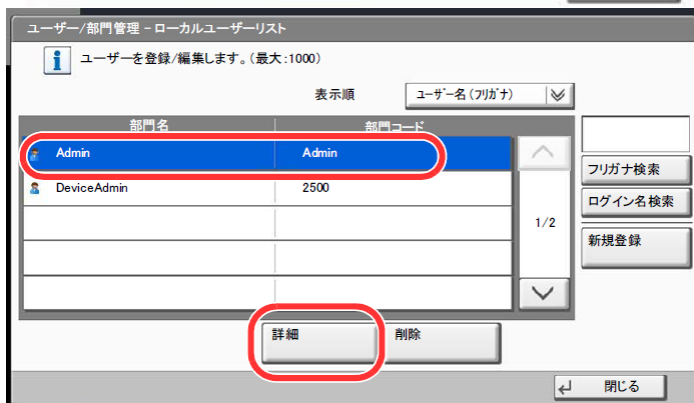 ユーザー/部門管理 - ローカルユーザーリスト
i ユーザーを登録/編集します。(最大:1000)
表示順 ユーザー名(フリガナ)
部門名 部門コード
Admin Admin
DeviceAdmin 2500
フリガナ検索
ログイン名検索
1/2
新規登録
詳細 削除
閉じる